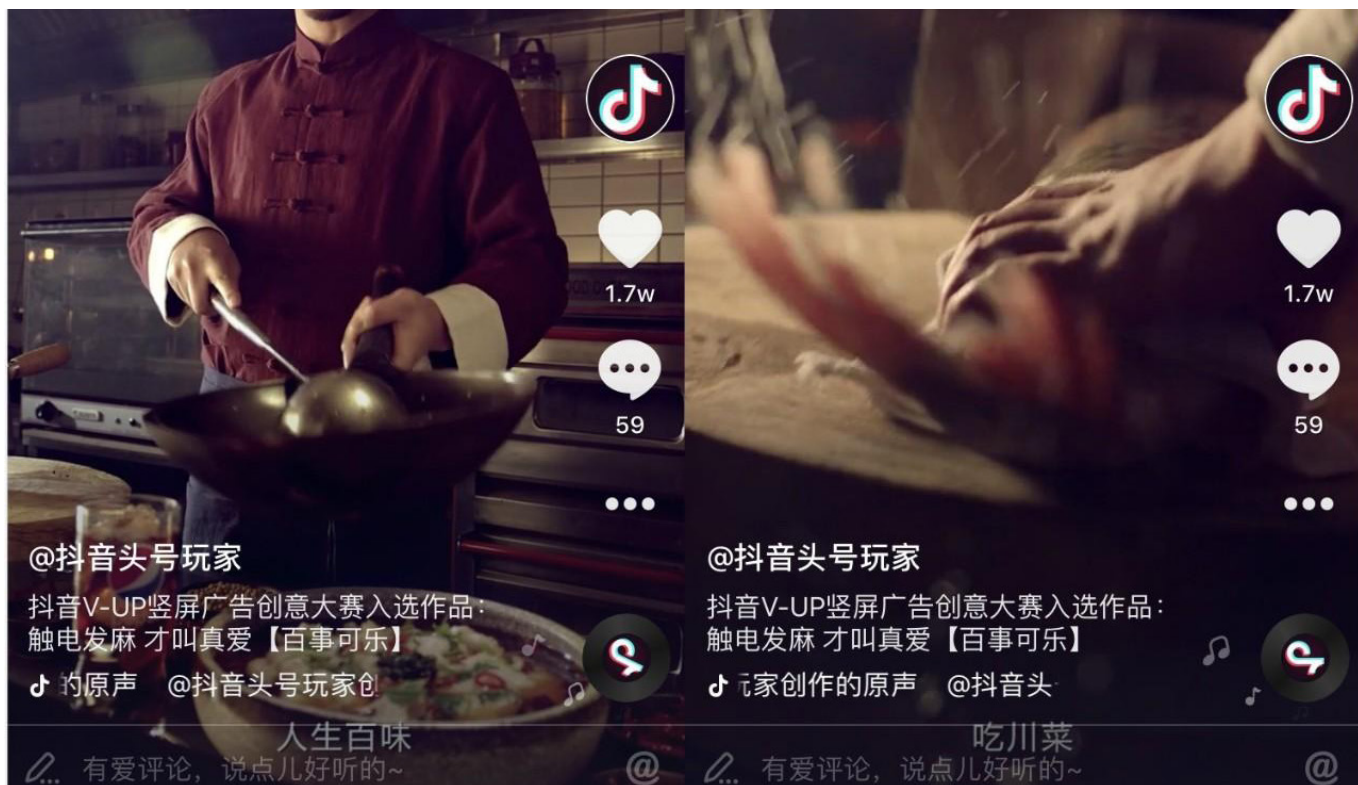 1.7w
59
@抖音头号玩家
抖音V-UP竖屏广告创意大赛入选作品：
触电发麻 才叫真爱【百事可乐】
的原声 @抖音头号玩家创
人生百味
有爱评论，说点儿好听的~
@
1.7w
59
@抖音头号玩家
抖音V-UP竖屏广告创意大赛入选作品：
触电发麻 才叫真爱【百事可乐】
家创作的原声 @抖音头
吃川菜
有爱评论，说点儿好听的~
@